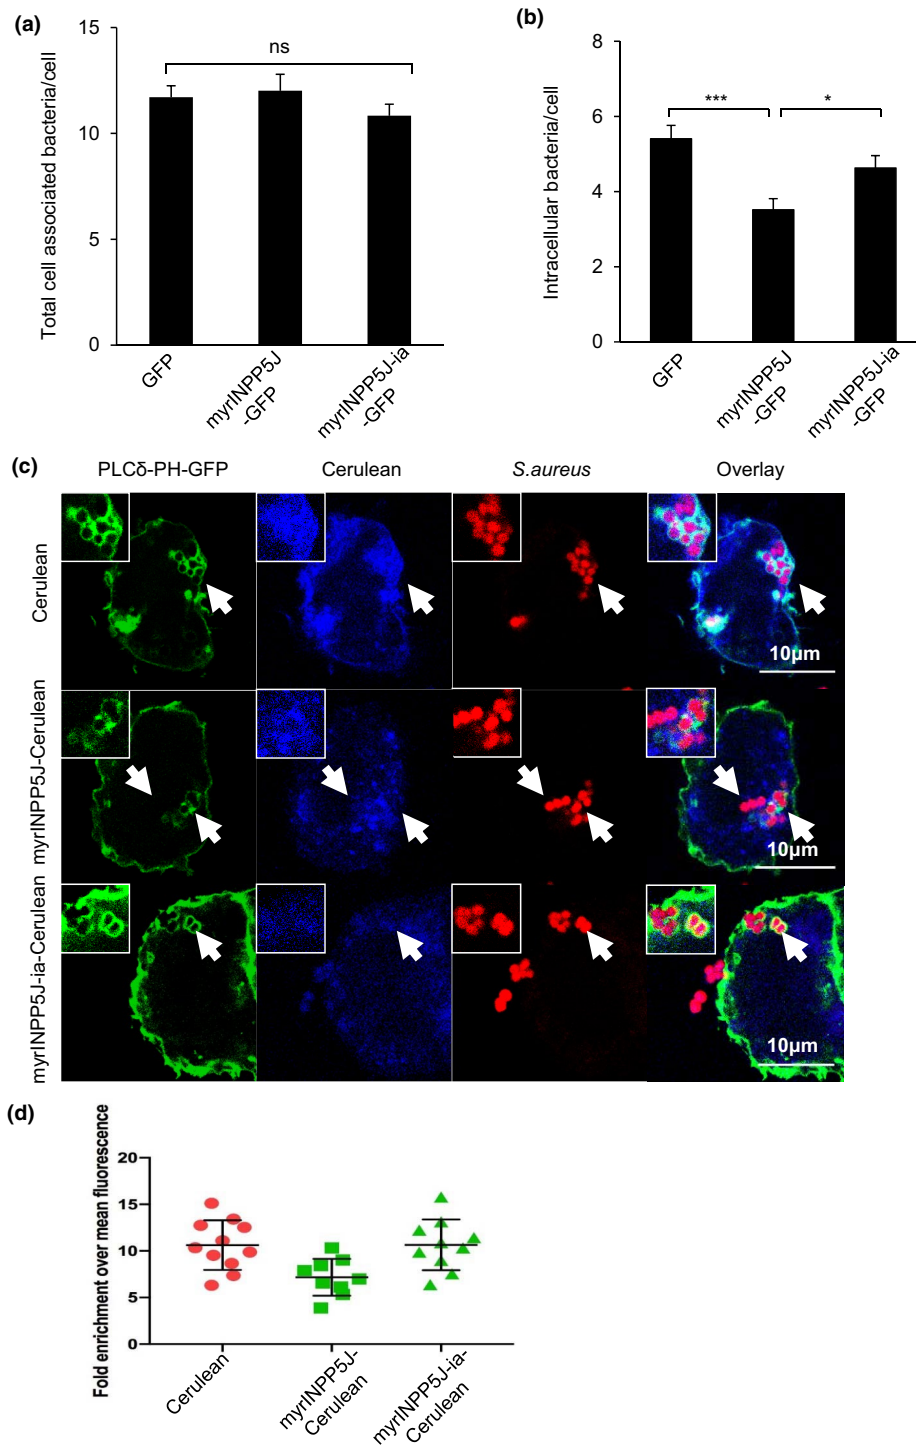 (a)
Total cell associated bacteria/cell
15
10
5
0
ns
GFP
myrINPP5J
-GFP
myrINPP5J-ia
-GFP
(b)
Intracellular bacteria/cell
8
6
4
2
0
***
*
GFP
myrINPP5J
-GFP
myrINPP5J-ia
-GFP
(c)
PLCδ-PH-GFP
Cerulean
S.aureus
Overlay
Cerulean
10µm
myrINPP5J-Cerulean
10µm
myrINPP5J-ia-Cerulean
10µm
(d)
Fold enrichment over mean fluorescence
20
15
10
5
0
Cerulean
myrINPP5J-
Cerulean
myrINPP5J-ia-
Cerulean